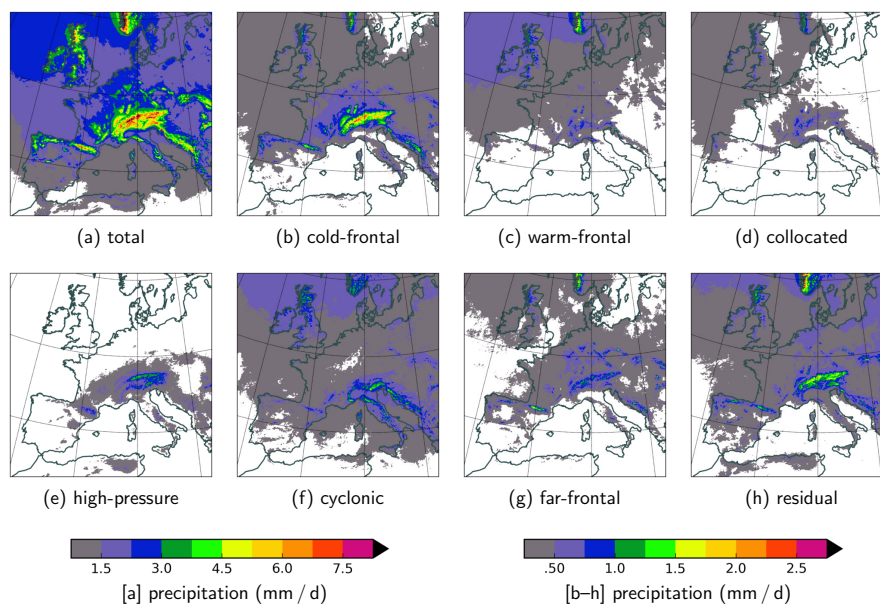 (a) total
(b) cold-frontal
(c) warm-frontal
(d) collocated
(e) high-pressure
(f) cyclonic
(g) far-frontal
(h) residual
1.5 3.0 4.5 6.0 7.5
[a] precipitation (mm / d)
.50 1.0 1.5 2.0 2.5
[b–h] precipitation (mm / d)